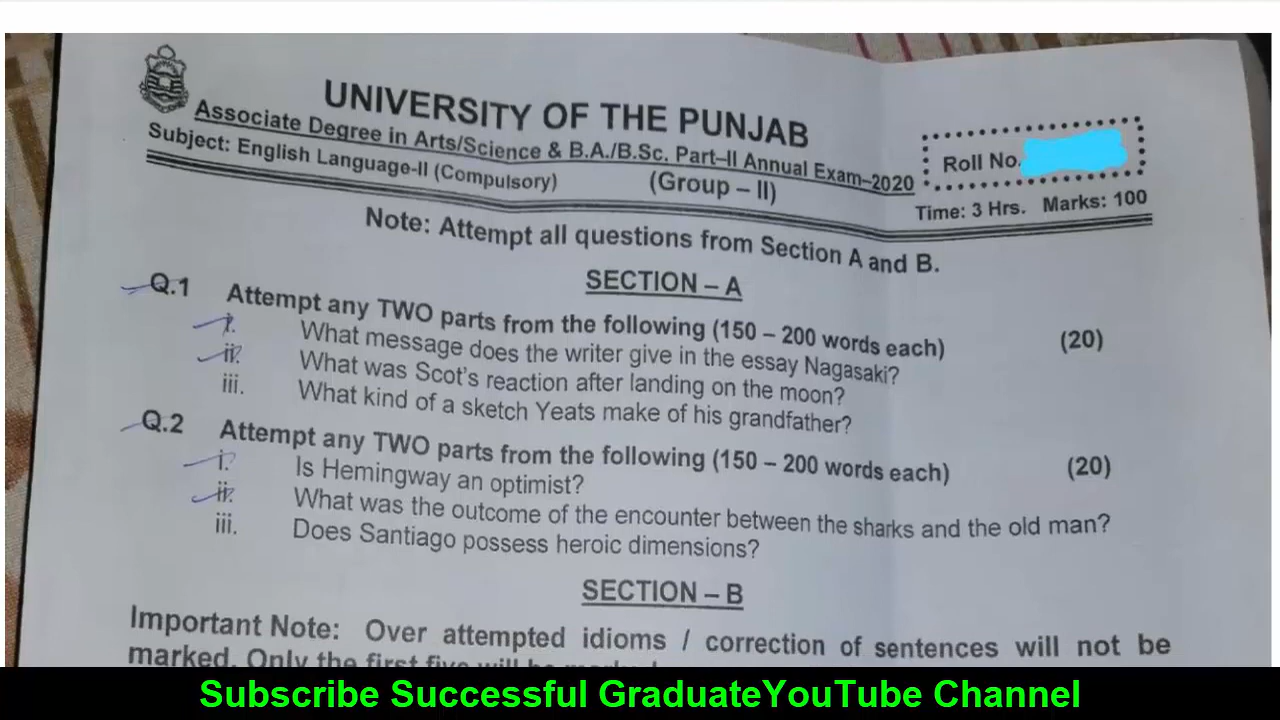 UNIVERSITY OF THE PUNJAB
Associate Degree in Arts/Science & B.A./B.Sc. Part–II Annual Exam–2020
Subject: English Language-II (Compulsory) (Group – II)
Roll No.
Time: 3 Hrs. Marks: 100
Note: Attempt all questions from Section A and B.
SECTION – A
Q.1 Attempt any TWO parts from the following (150 – 200 words each) (20)
i. What message does the writer give in the essay Nagasaki?
ii. What was Scot's reaction after landing on the moon?
iii. What kind of a sketch Yeats make of his grandfather?
Q.2 Attempt any TWO parts from the following (150 – 200 words each) (20)
i. Is Hemingway an optimist?
ii. What was the outcome of the encounter between the sharks and the old man?
iii. Does Santiago possess heroic dimensions?
SECTION – B
Important Note: Over attempted idioms / correction of sentences will not be
marked. Only the first five will be
Subscribe Successful GraduateYouTube Channel